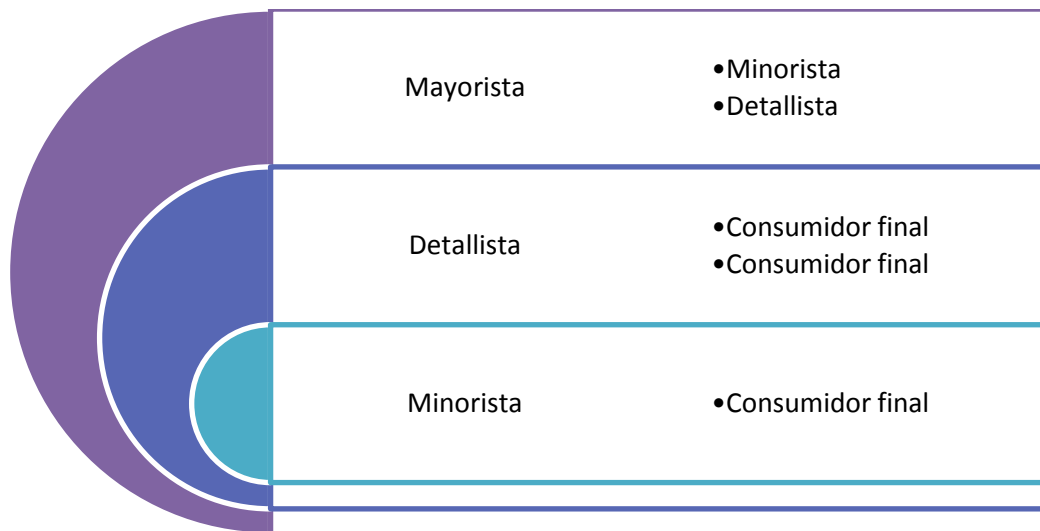 Mayorista
•Minorista
•Detallista
Detallista
•Consumidor final
•Consumidor final
Minorista
•Consumidor final